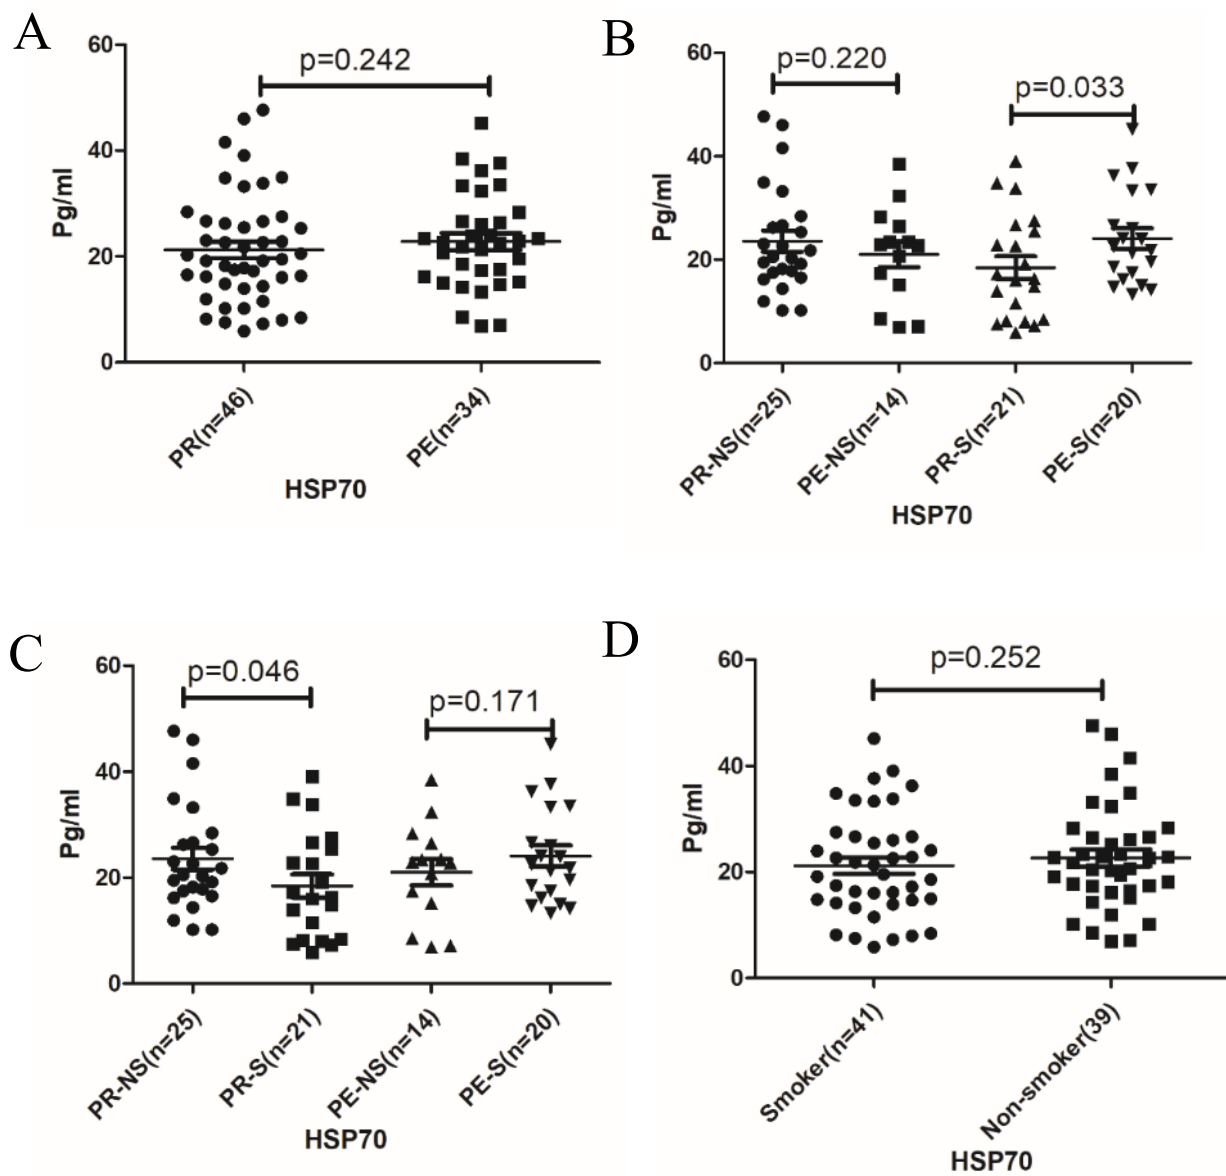 A
60
40
20
0
Pg/ml
p=0.242
PR(n=46)
PE(n=34)
HSP70
B
60
40
20
0
Pg/ml
p=0.220
p=0.033
PR-NS(n=25)
PE-NS(n=14)
PR-S(n=21)
PE-S(n=20)
HSP70
C
60
40
20
0
Pg/ml
p=0.046
p=0.171
PR-NS(n=25)
PR-S(n=21)
PE-NS(n=14)
PE-S(n=20)
HSP70
D
60
40
20
0
Pg/ml
p=0.252
Smoker(n=41)
Non-smoker(39)
HSP70